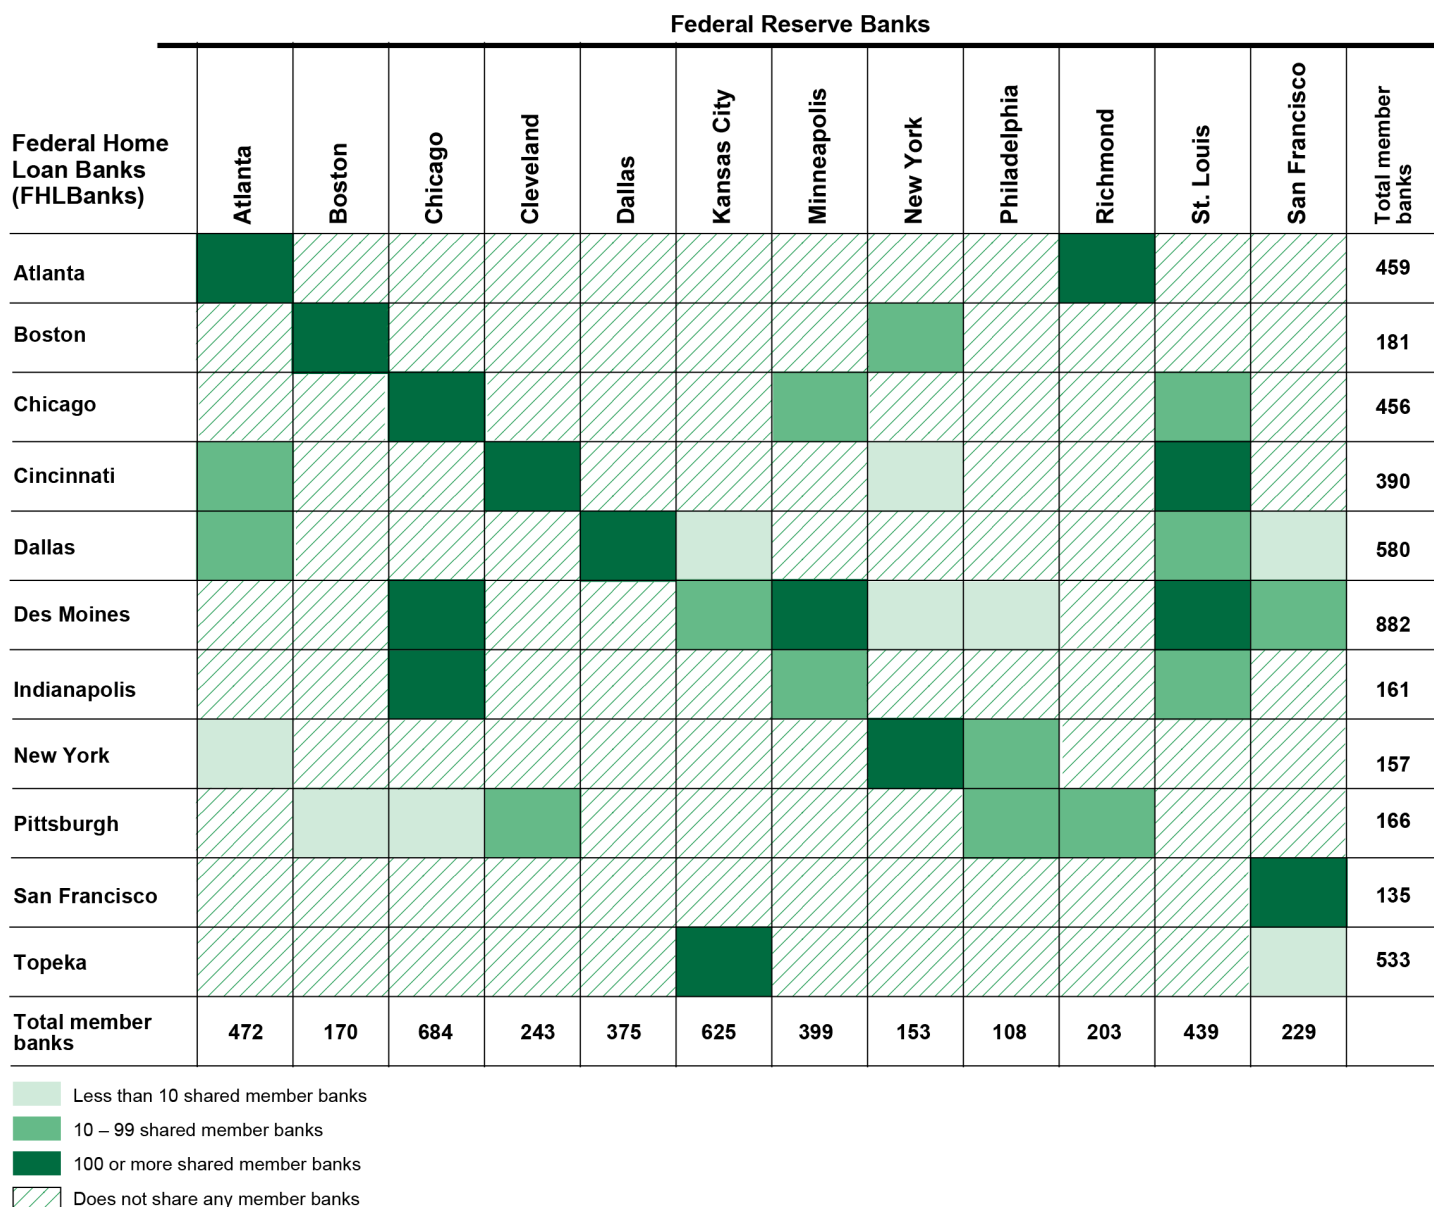 Federal Reserve Banks
Federal Home
Loan Banks
(FHLBanks)
Atlanta
Boston
Chicago
Cleveland
Dallas
Kansas City
Minneapolis
New York
Philadelphia
Richmond
St. Louis
San Francisco
Total member
banks
Atlanta 459
Boston 181
Chicago 456
Cincinnati 390
Dallas 580
Des Moines 882
Indianapolis 161
New York 157
Pittsburgh 166
San Francisco 135
Topeka 533
Total member
banks
472 170 684 243 375 625 399 153 108 203 439 229
Less than 10 shared member banks
10 – 99 shared member banks
100 or more shared member banks
Does not share any member banks